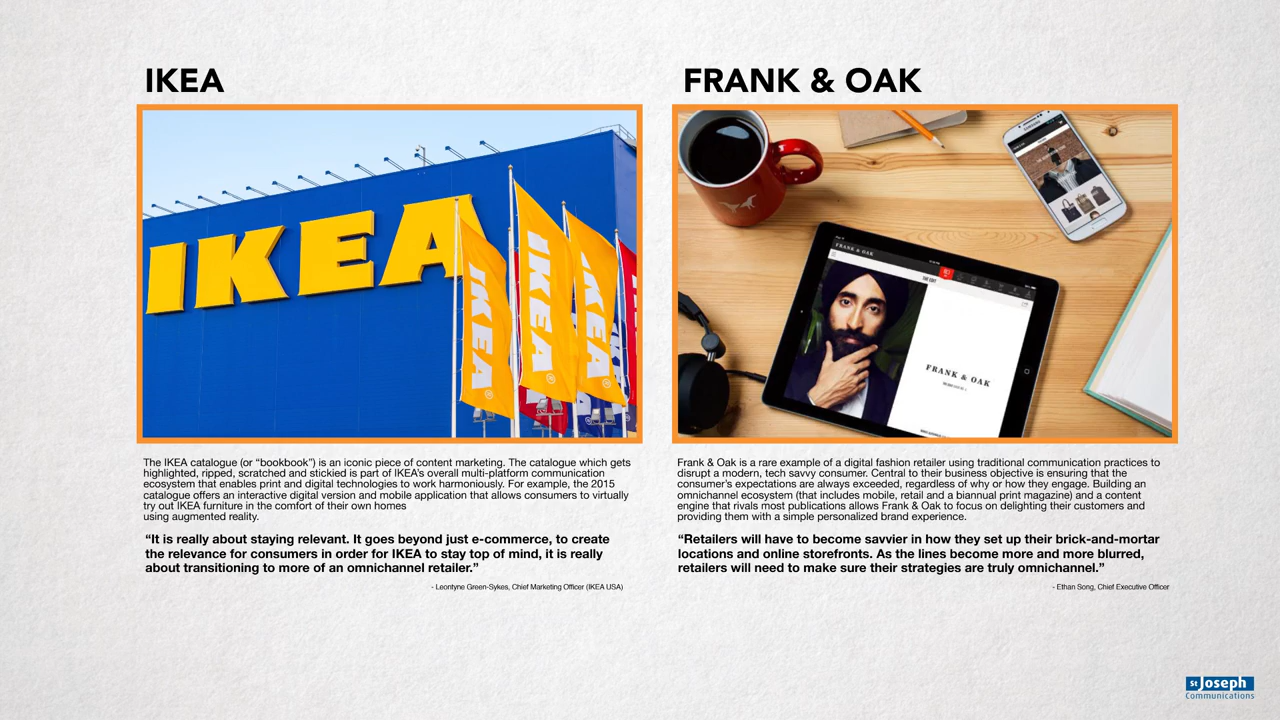 IKEA
FRANK & OAK
IKEA
IKEA
IKEA
IKEA
SAMSUNG
FRANK & OAK
THE EDIT
FRANK & OAK
The IKEA catalogue (or “bookbook”) is an iconic piece of content marketing. The catalogue which gets
highlighted, ripped, scratched and stickied is part of IKEA’s overall multi-platform communication
ecosystem that enables print and digital technologies to work harmoniously. For example, the 2015
catalogue offers an interactive digital version and mobile application that allows consumers to virtually
try out IKEA furniture in the comfort of their own homes
using augmented reality.
“It is really about staying relevant. It goes beyond just e-commerce, to create
the relevance for consumers in order for IKEA to stay top of mind, it is really
about transitioning to more of an omnichannel retailer.”
- Leontyne Green-Sykes, Chief Marketing Officer (IKEA USA)
Frank & Oak is a rare example of a digital fashion retailer using traditional communication practices to
disrupt a modern, tech savvy consumer. Central to their business objective is ensuring that the
consumer’s expectations are always exceeded, regardless of why or how they engage. Building an
omnichannel ecosystem (that includes mobile, retail and a biannual print magazine) and a content
engine that rivals most publications allows Frank & Oak to focus on delighting their customers and
providing them with a simple personalized brand experience.
“Retailers will have to become savvier in how they set up their brick-and-mortar
locations and online storefronts. As the lines become more and more blurred,
retailers will need to make sure their strategies are truly omnichannel.”
- Ethan Song, Chief Executive Officer
St Joseph
Communications